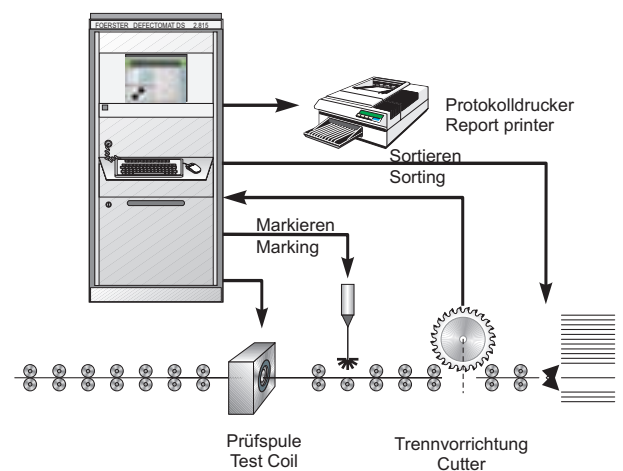 FOERSTER DEFECTOMAT DS 2.815
Protokolldrucker
Report printer
Sortieren
Sorting
Markieren
Marking
Prüfspule
Test Coil
Trennvorrichtung
Cutter